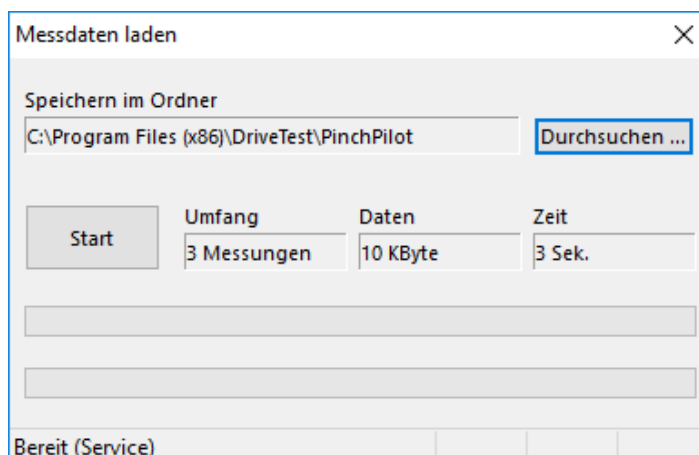 Messdaten laden
Speichern im Ordner
C:\Program Files (x86)\DriveTest\PinchPilot
Durchsuchen ...
Start
Umfang
Daten
Zeit
3 Messungen
10 KByte
3 Sek.
Bereit (Service)